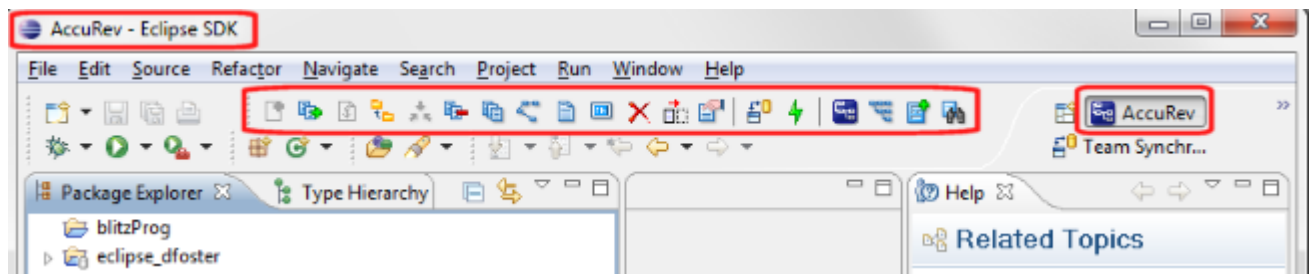 AccuRev - Eclipse SDK
File Edit Source Refactor Navigate Search Project Run Window Help
AccuRev
Team Synchr...
Package Explorer Type Hierarchy Help
blitzProg Related Topics
eclipse_dfoster